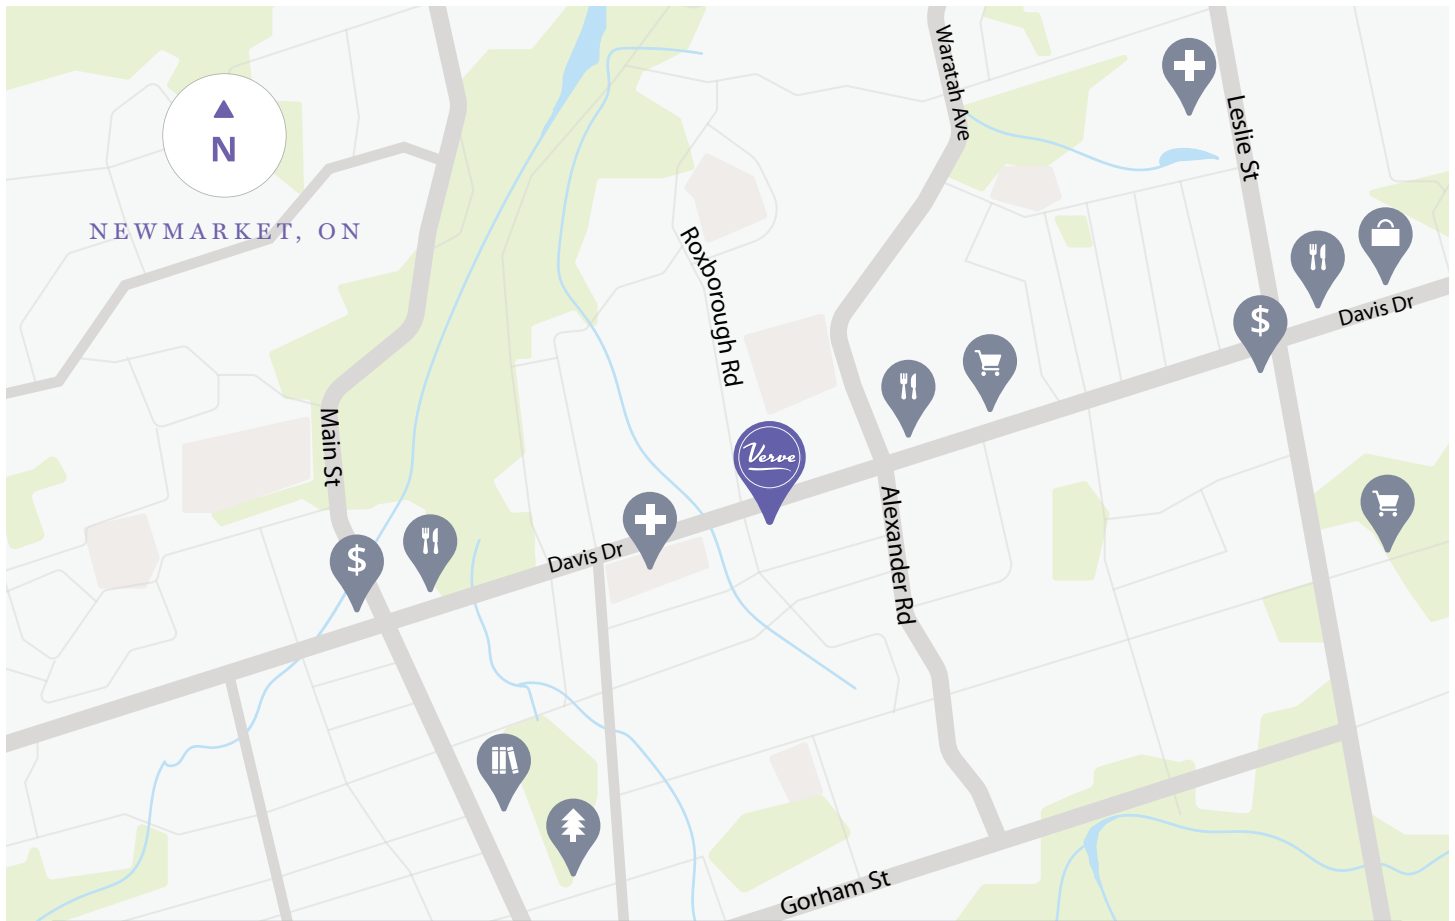 N
NEWMARKET, ON
Waratah Ave
Leslie St
Roxborough Rd
Davis Dr
$
Main St
Verve
Alexander Rd
$
Davis Dr
Gorham St